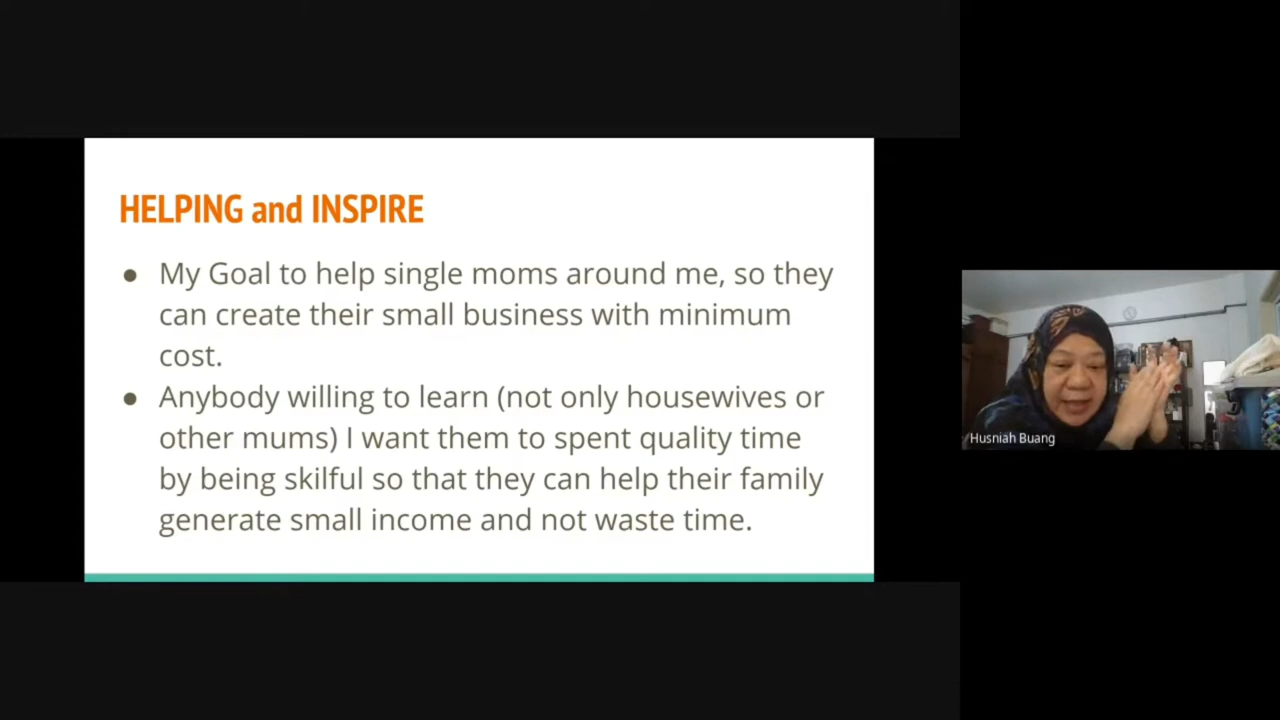 HELPING and INSPIRE
● My Goal to help single moms around me, so they
can create their small business with minimum
cost.
● Anybody willing to learn (not only housewives or
other mums) I want them to spent quality time
by being skilful so that they can help their family
generate small income and not waste time.
Husniah Buang